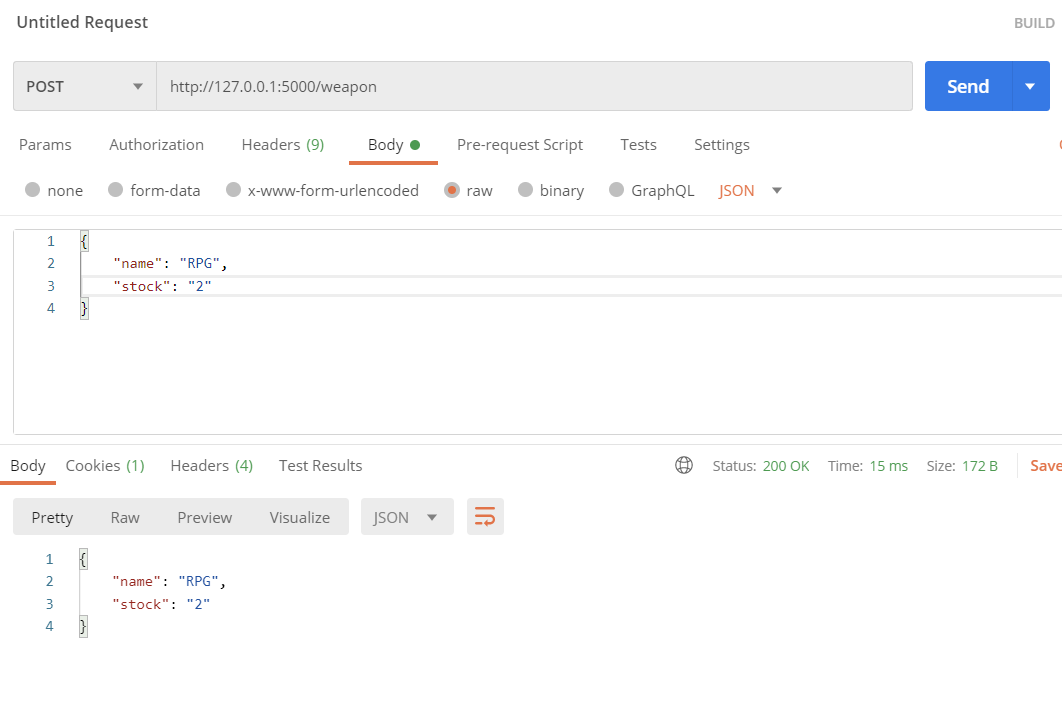 Untitled Request BUILD
POST http://127.0.0.1:5000/weapon Send
Params Authorization Headers (9) Body Pre-request Script Tests Settings
none form-data x-www-form-urlencoded raw binary GraphQL JSON
1 {
2 "name": "RPG",
3 "stock": "2"
4 }
Body Cookies (1) Headers (4) Test Results Status: 200 OK Time: 15 ms Size: 172 B Save
Pretty Raw Preview Visualize JSON
1 {
2 "name": "RPG",
3 "stock": "2"
4 }